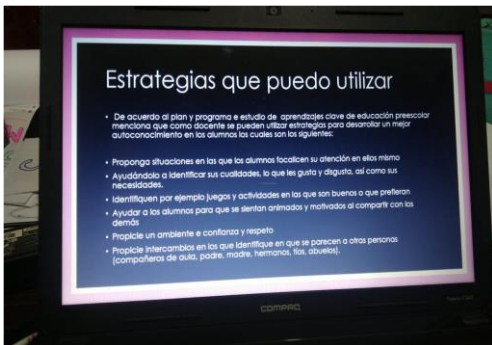 Estrategias que puedo utilizar
• De acuerdo al plan y programa e estudio de aprendizajes clave de educación preescolar
menciona que como docente se pueden utilizar estrategias para desarrollar un mejor
autoconocimiento en los alumnos los cuales son los siguientes:
• Proponga situaciones en las que los alumnos focalicen su atención en ellos mismo
• Ayudándolo a identificar sus cualidades, lo que les gusta y disgusta, así como sus
necesidades.
• Identifiquen por ejemplo juegos y actividades en las que son buenos o que prefieran
• Ayudar a los alumnos para que se sientan animados y motivados al compartir con los
demás
• Propicie un ambiente e confianza y respeto
• Propicie intercambios en los que identifique en que se parecen a otras personas
(compañeros de aula, padre, madre, hermanos, tíos, abuelos).
COMPAQ